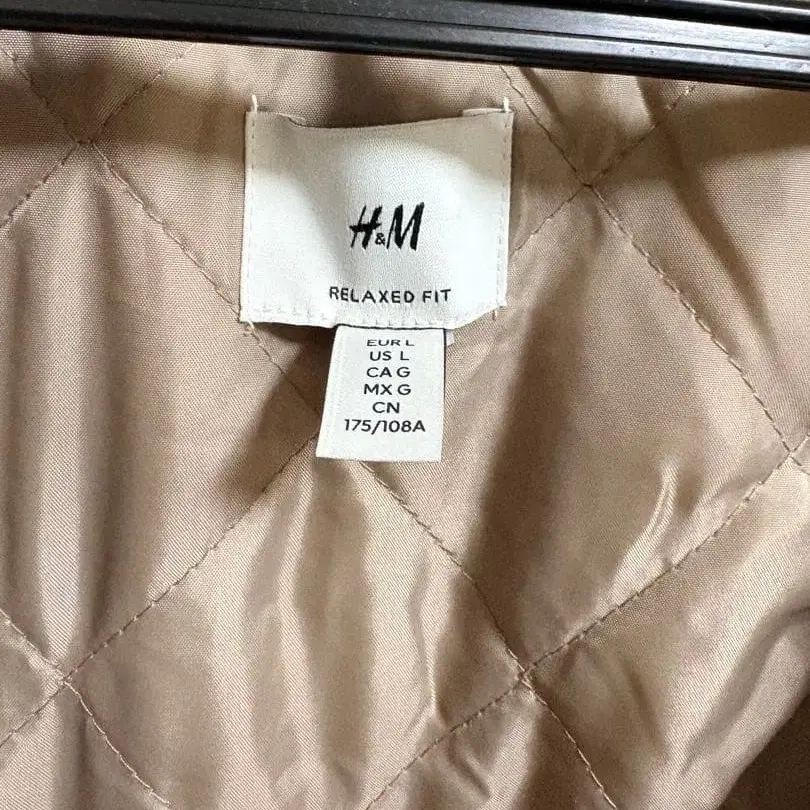 H&M
RELAXED FIT
EUR L
US L
CA G
MX G
CN
175/108A